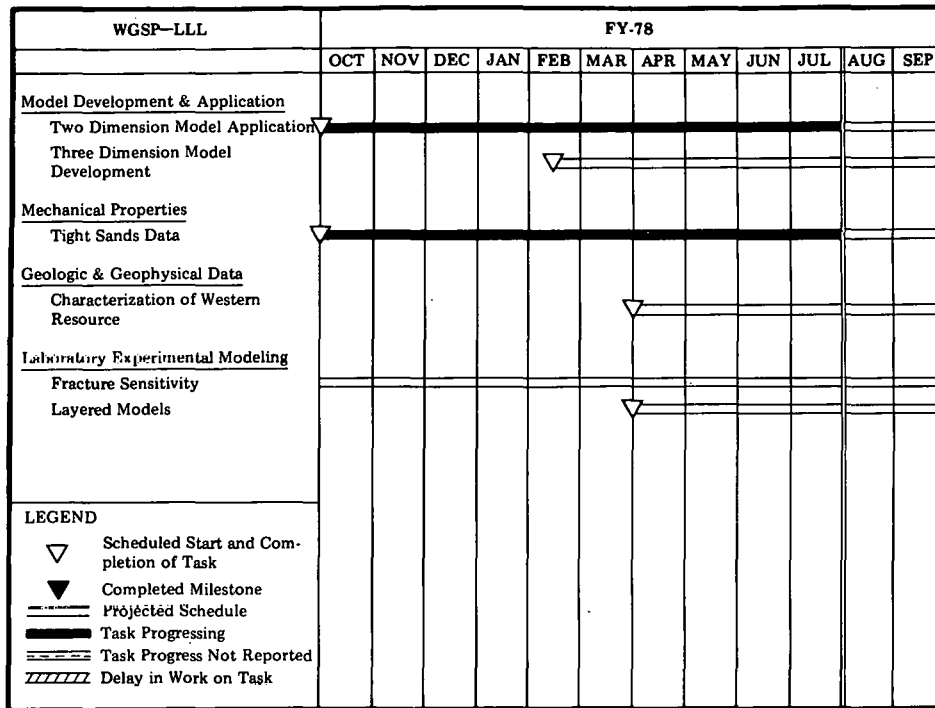 WGSP—LLL
FY-78
OCT NOV DEC JAN FEB MAR APR MAY JUN JUL AUG SEP
Model Development & Application
Two Dimension Model Application
Three Dimension Model
Development
Mechanical Properties
Tight Sands Data
Geologic & Geophysical Data
Characterization of Western
Resource
Laboratory Experimental Modeling
Fracture Sensitivity
Layered Models
LEGEND
Scheduled Start and Com-
pletion of Task
Completed Milestone
Projected Schedule
Task Progressing
Task Progress Not Reported
Delay in Work on Task